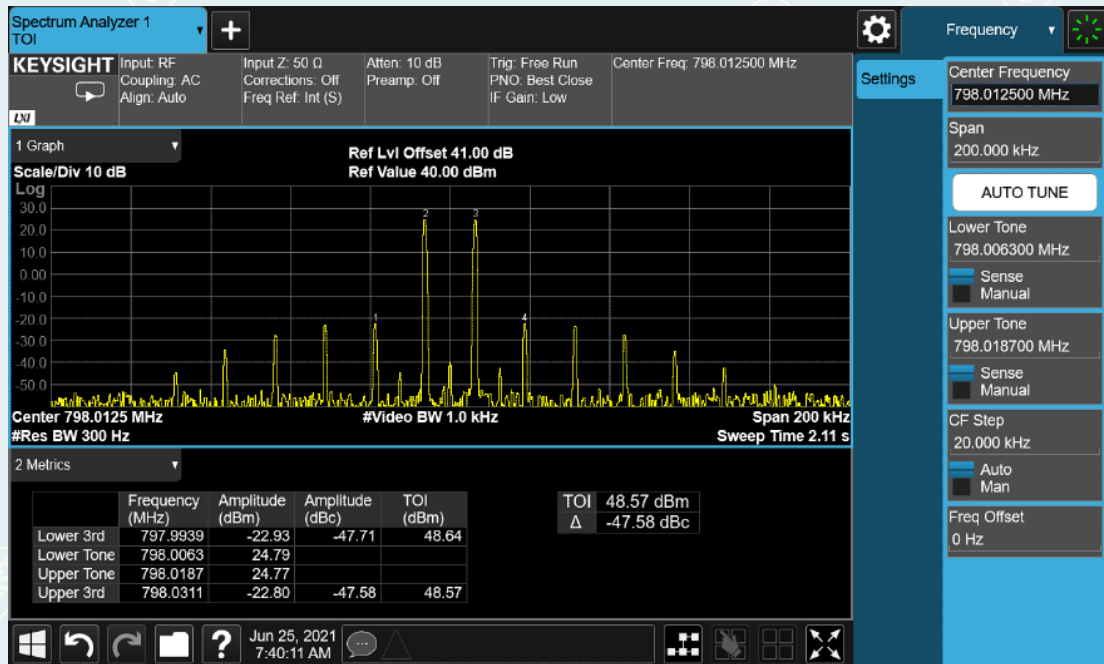 Spectrum Analyzer 1
TOI
Frequency
KEYSIGHT
LXI
Input: RF
Coupling: AC
Align: Auto
Input Z: 50 Ω
Corrections: Off
Freq Ref: Int (S)
Atten: 10 dB
Preamp: Off
Trig: Free Run
PNO: Best Close
IF Gain: Low
Center Freq: 798.012500 MHz
Settings
Center Frequency
798.012500 MHz
Span
200.000 kHz
AUTO TUNE
Lower Tone
798.006300 MHz
Sense
Manual
Upper Tone
798.018700 MHz
Sense
Manual
CF Step
20.000 kHz
Auto
Man
Freq Offset
0 Hz
1 Graph
Scale/Div 10 dB
Ref Lvl Offset 41.00 dB
Ref Value 40.00 dBm
Log
30.0
20.0
10.0
0.00
-10.0
-20.0
-30.0
-40.0
-50.0
1
2
3
4
Center 798.0125 MHz #Video BW 1.0 kHz Span 200 kHz
#Res BW 300 Hz Sweep Time 2.11 s
2 Metrics
Frequency (MHz) Amplitude (dBm) Amplitude (dBc) TOI (dBm)
Lower 3rd 797.9939 -22.93 -47.71 48.64
Lower Tone 798.0063 24.79
Upper Tone 798.0187 24.77
Upper 3rd 798.0311 -22.80 -47.58 48.57
TOI 48.57 dBm
Δ -47.58 dBc
?
Jun 25, 2021
7:40:11 AM